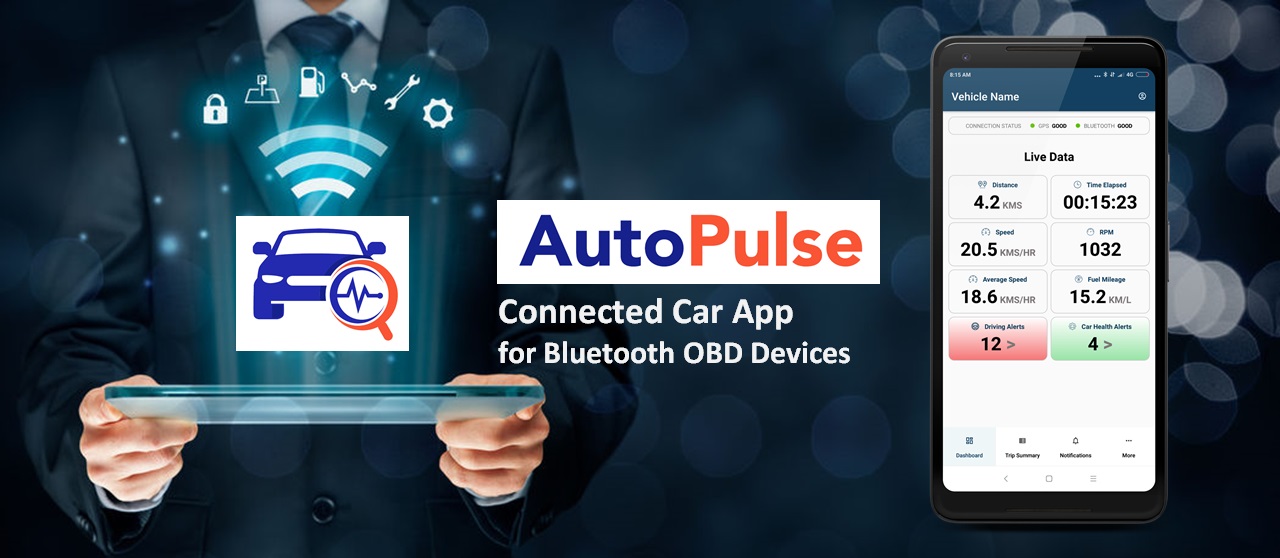 P
AutoPulse
Connected Car App
for Bluetooth OBD Devices
8:15 AM
4G
Vehicle Name
CONNECTION STATUS GPS GOOD BLUETOOTH GOOD
Live Data
Distance
4.2 KMS
Time Elapsed
00:15:23
Speed
20.5 KMS/HR
RPM
1032
Average Speed
18.6 KMS/HR
Fuel Mileage
15.2 KM/L
Driving Alerts
12 >
Car Health Alerts
4 >
Dashboard Trip Summary Notifications More